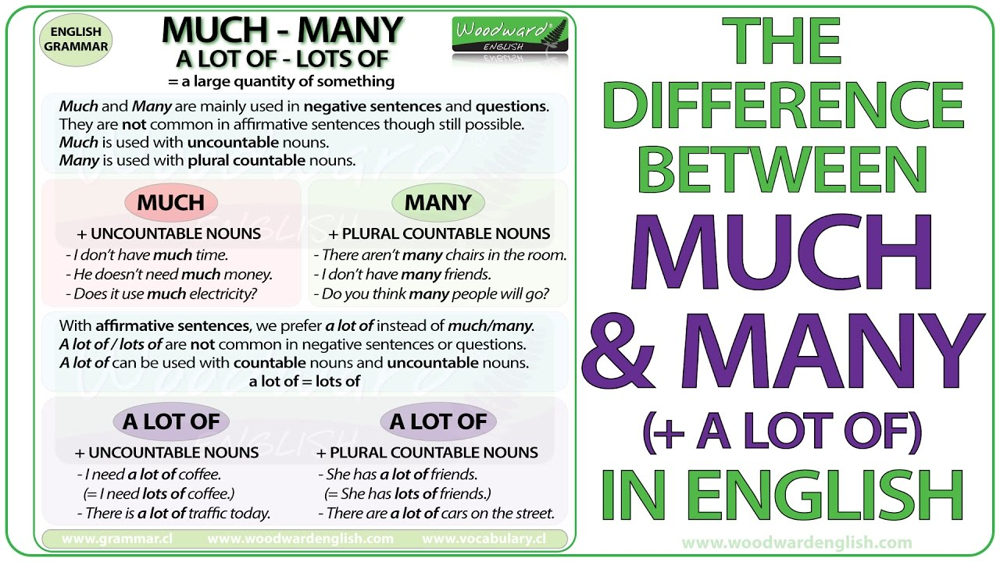 ENGLISH
GRAMMAR
MUCH - MANY
A LOT OF - LOTS OF
= a large quantity of something
Woodward®
ENGLISH
Much and Many are mainly used in negative sentences and questions.
They are not common in affirmative sentences though still possible.
Much is used with uncountable nouns.
Many is used with plural countable nouns.
MUCH
+ UNCOUNTABLE NOUNS
- I don't have much time.
- He doesn't need much money.
- Does it use much electricity?
MANY
+ PLURAL COUNTABLE NOUNS
- There aren't many chairs in the room.
- I don't have many friends.
- Do you think many people will go?
With affirmative sentences, we prefer a lot of instead of much/many.
A lot of / lots of are not common in negative sentences or questions.
A lot of can be used with countable nouns and uncountable nouns.
a lot of = lots of
A LOT OF
+ UNCOUNTABLE NOUNS
- I need a lot of coffee.
(= I need lots of coffee.)
- There is a lot of traffic today.
A LOT OF
+ PLURAL COUNTABLE NOUNS
- She has a lot of friends.
(= She has lots of friends.)
- There are a lot of cars on the street.
www.grammar.cl www.woodwardenglish.com www.vocabulary.cl
THE
DIFFERENCE
BETWEEN
MUCH
& MANY
(+ A LOT OF)
IN ENGLISH
www.woodwardenglish.com